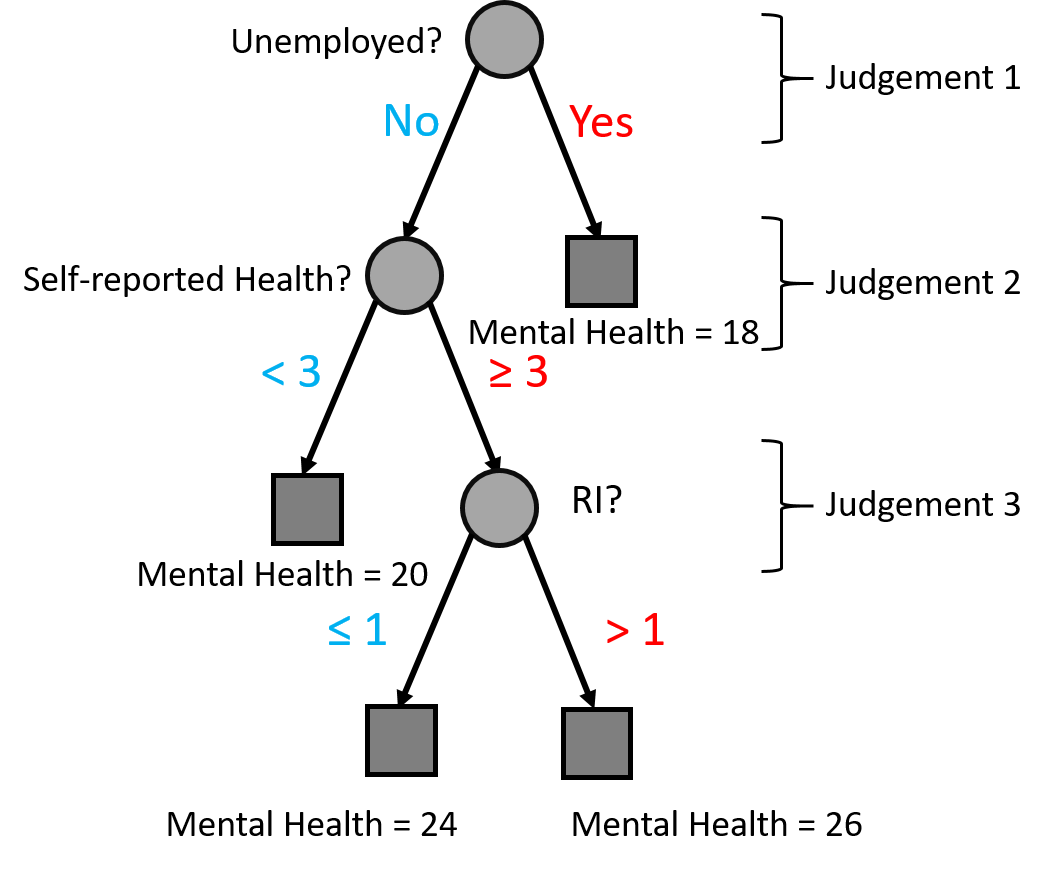 Unemployed?
Judgement 1
No
Yes
Self-reported Health?
Judgement 2
Mental Health = 18
< 3
≥ 3
RI?
Judgement 3
Mental Health = 20
≤ 1
> 1
Mental Health = 24
Mental Health = 26